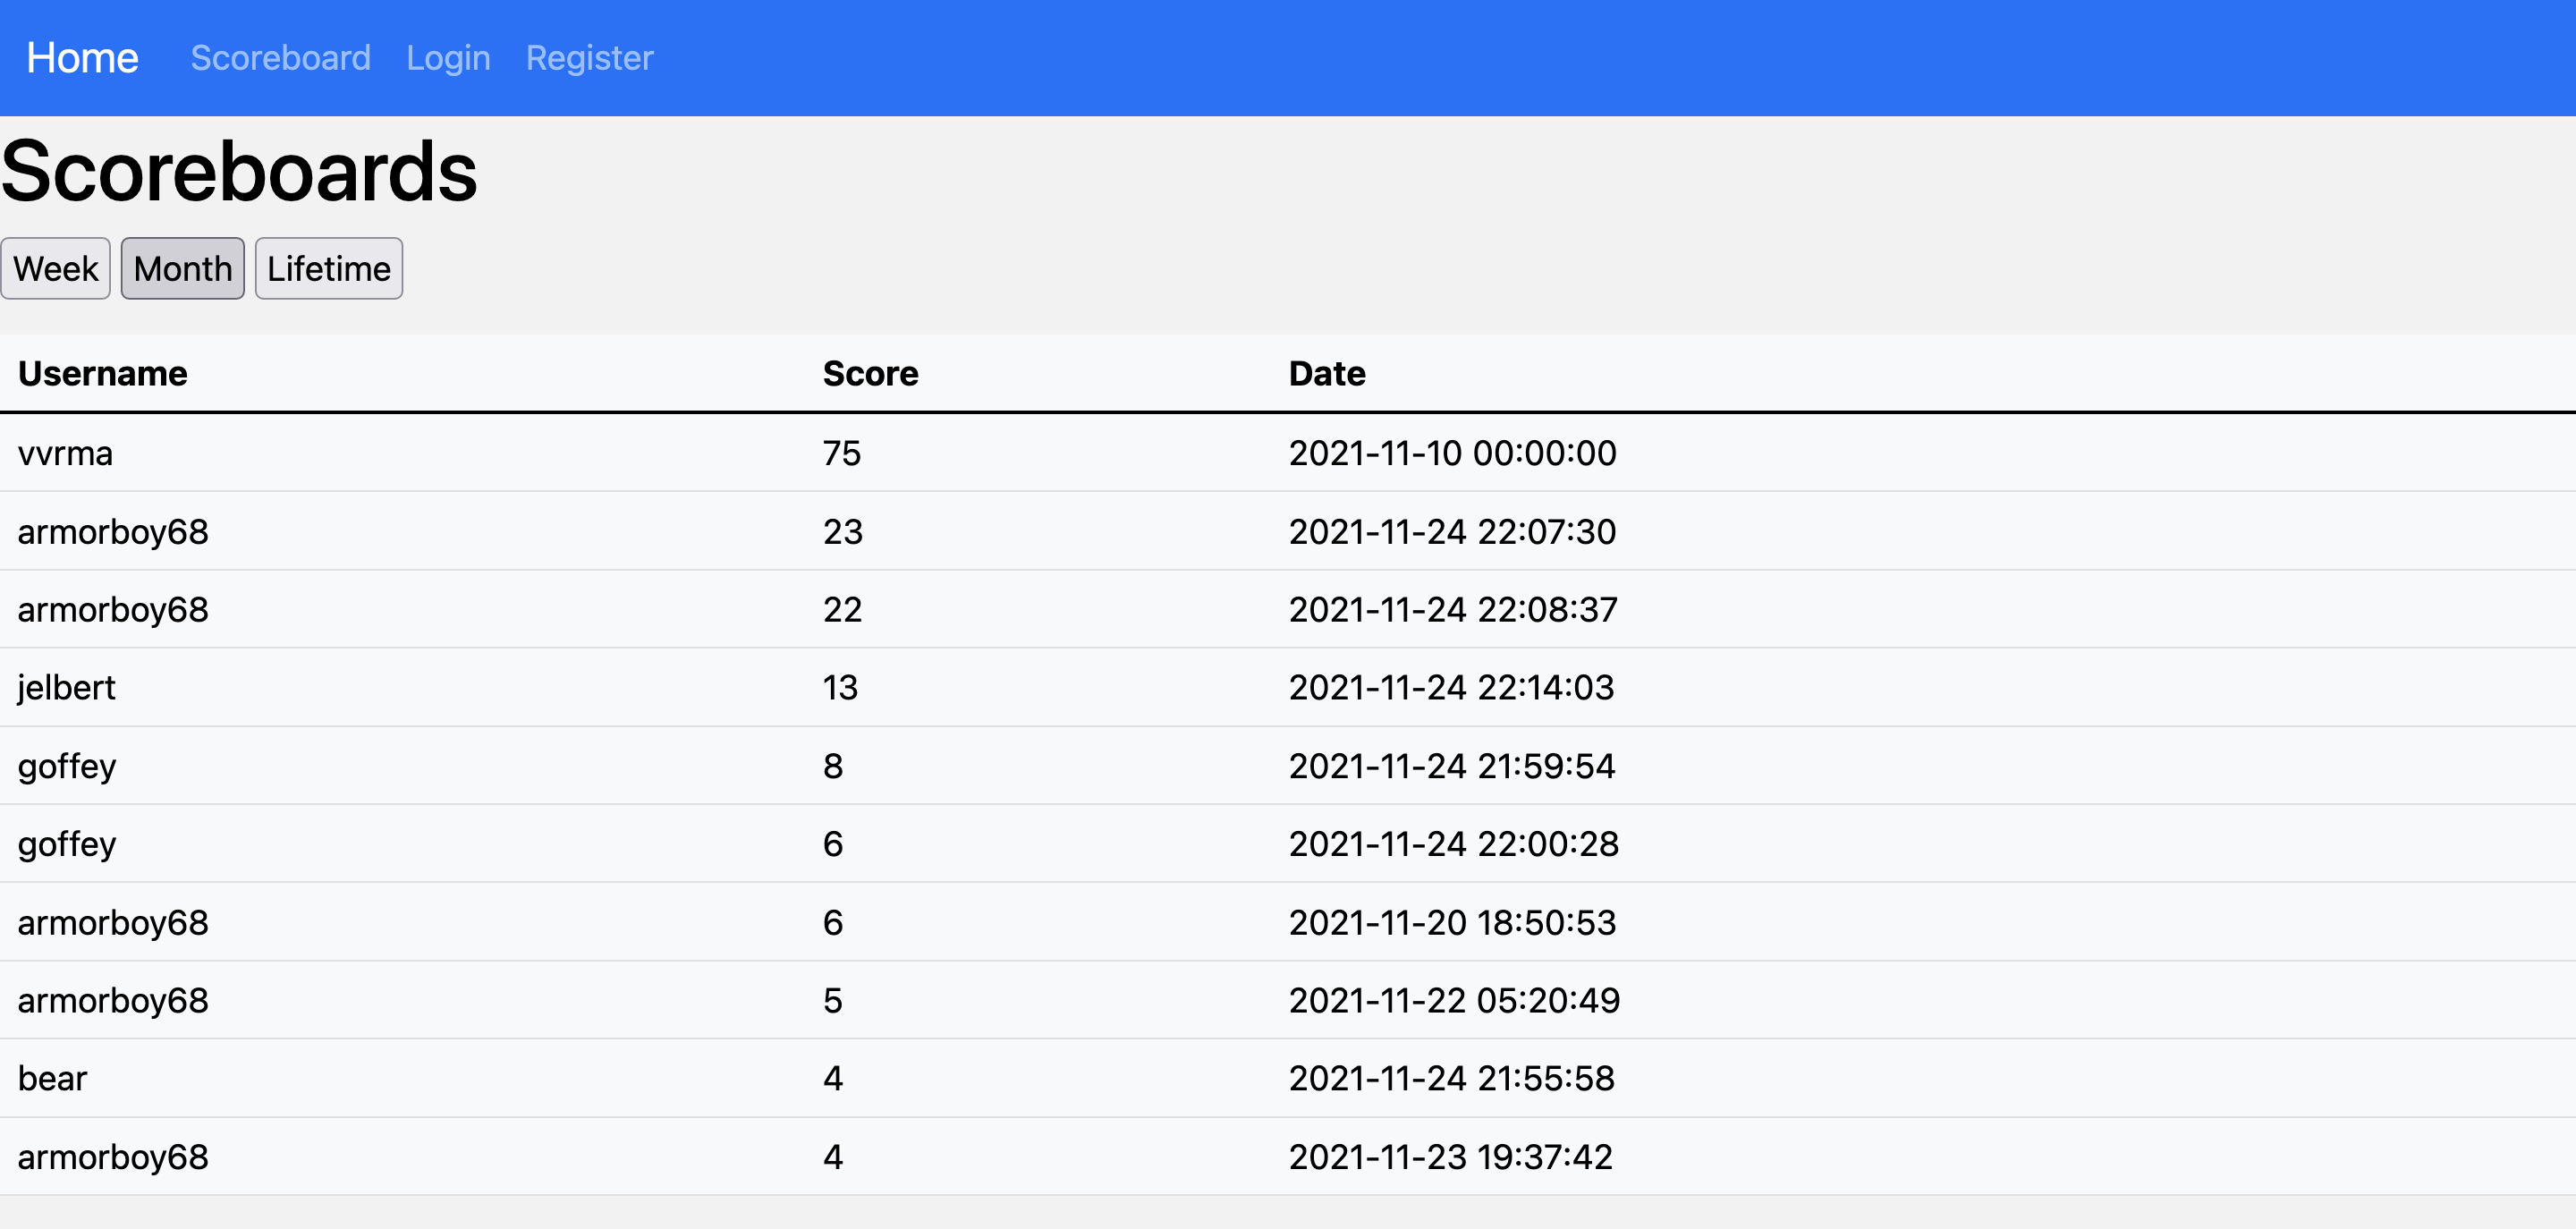 Home Scoreboard Login Register
Scoreboards
Week Month Lifetime
Username Score Date
vvrma 75 2021-11-10 00:00:00
armorboy68 23 2021-11-24 22:07:30
armorboy68 22 2021-11-24 22:08:37
jelbert 13 2021-11-24 22:14:03
goffey 8 2021-11-24 21:59:54
goffey 6 2021-11-24 22:00:28
armorboy68 6 2021-11-20 18:50:53
armorboy68 5 2021-11-22 05:20:49
bear 4 2021-11-24 21:55:58
armorboy68 4 2021-11-23 19:37:42